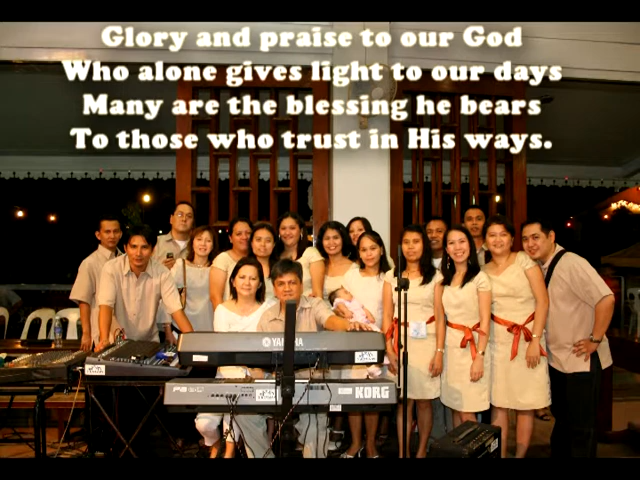 Glory and praise to our God
Who alone gives light to our days
Many are the blessing he bears
To those who trust in His ways.
YAMAHA
KORG